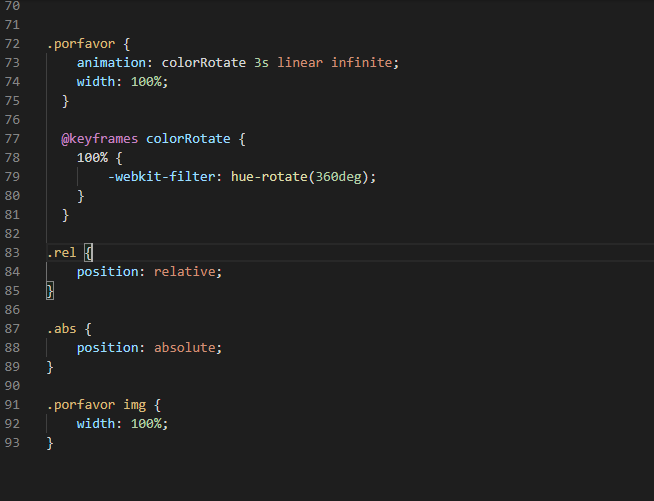 70
71
72 .porfavor {
73 animation: colorRotate 3s linear infinite;
74 width: 100%;
75 }
76
77 @keyframes colorRotate {
78 100% {
79 -webkit-filter: hue-rotate(360deg);
80 }
81 }
82
83 .rel {
84 position: relative;
85 }
86
87 .abs {
88 position: absolute;
89 }
90
91 .porfavor img {
92 width: 100%;
93 }